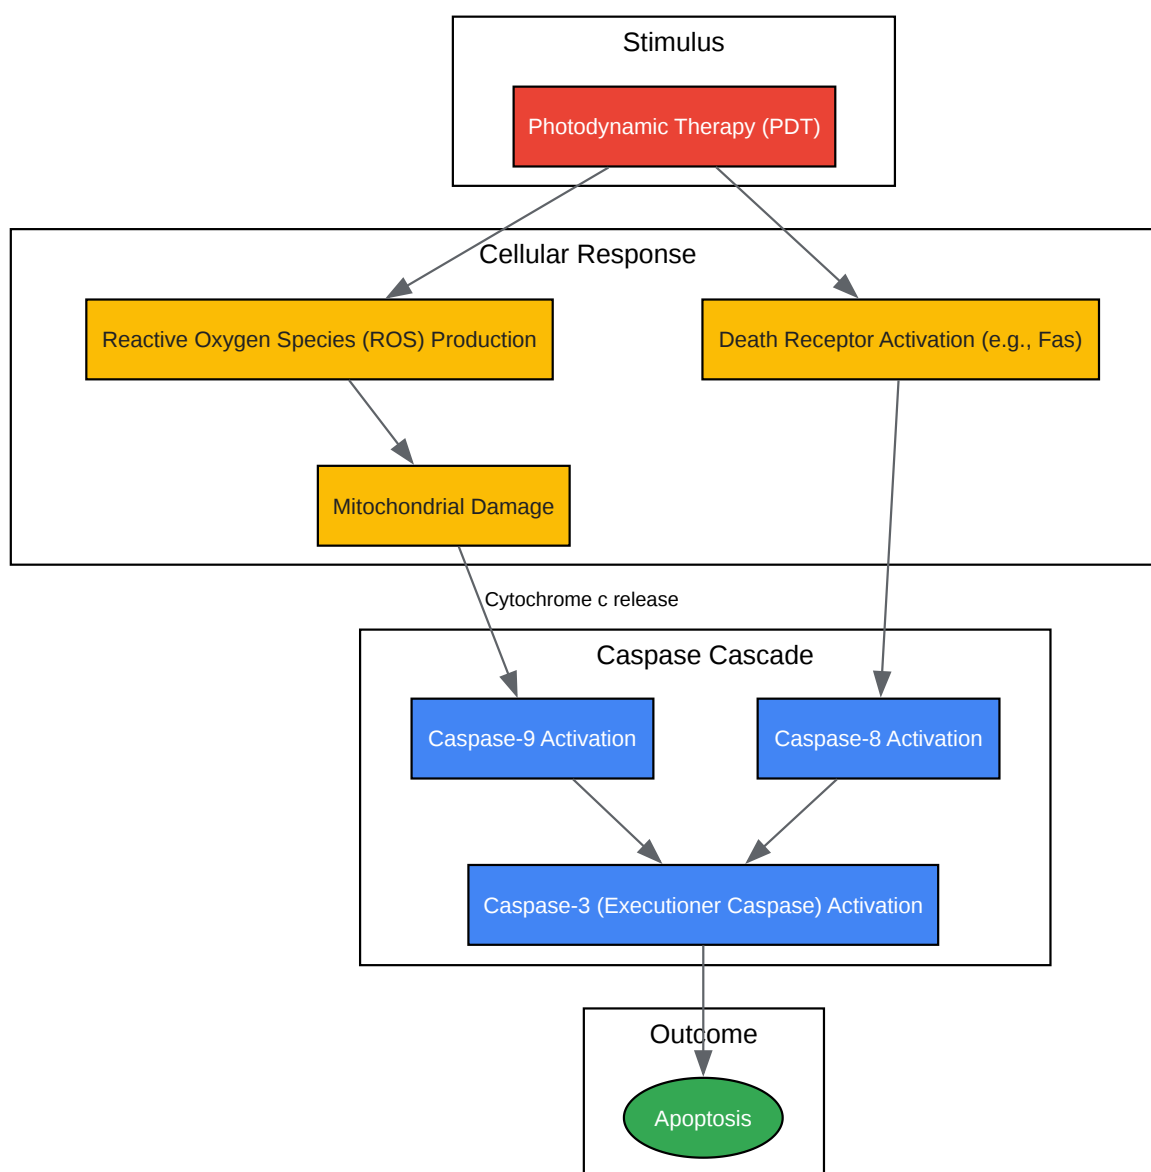 Stimulus
Photodynamic Therapy (PDT)
Cellular Response
Reactive Oxygen Species (ROS) Production
Death Receptor Activation (e.g., Fas)
Mitochondrial Damage
Cytochrome c release
Caspase Cascade
Caspase-9 Activation
Caspase-8 Activation
Caspase-3 (Executioner Caspase) Activation
Outcome
Apoptosis